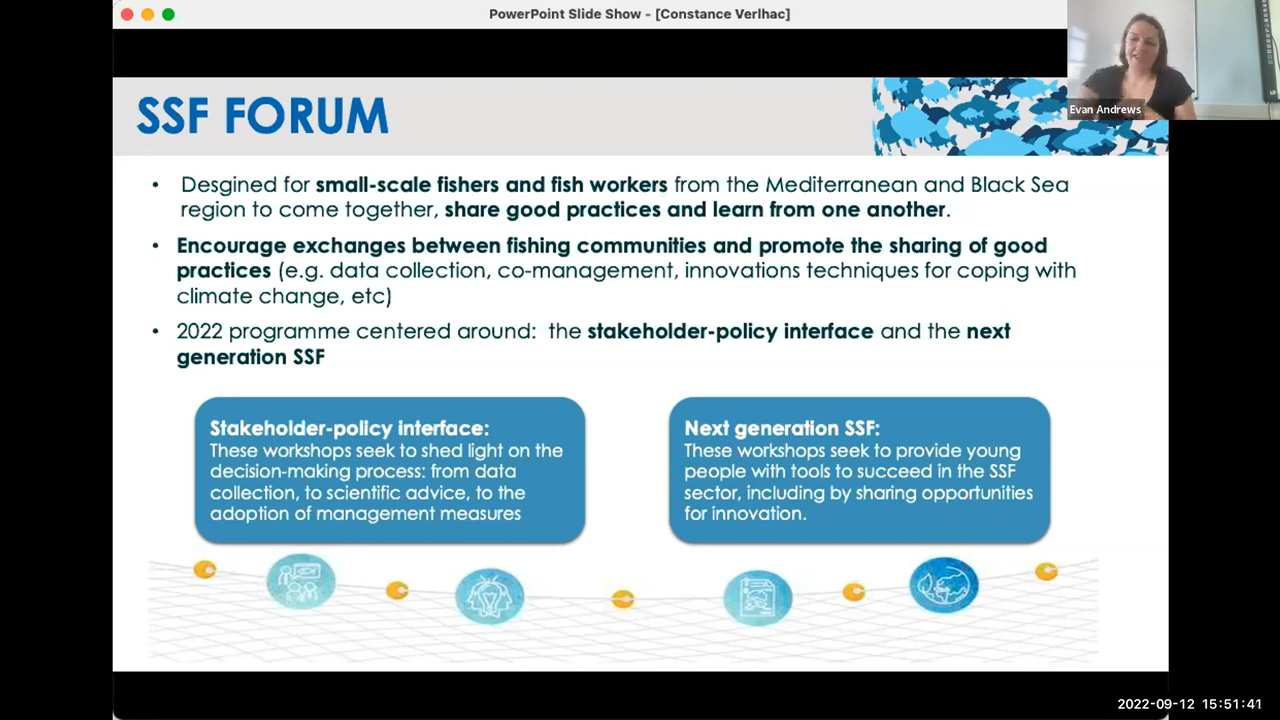 PowerPoint Slide Show - [Constance Verlhac]
Evan Andrews
SSF FORUM
• Desgined for small-scale fishers and fish workers from the Mediterranean and Black Sea
region to come together, share good practices and learn from one another.
• Encourage exchanges between fishing communities and promote the sharing of good
practices (e.g. data collection, co-management, innovations techniques for coping with
climate change, etc)
• 2022 programme centered around: the stakeholder-policy interface and the next
generation SSF
Stakeholder-policy interface:
These workshops seek to shed light on the
decision-making process: from data
collection, to scientific advice, to the
adoption of management measures
Next generation SSF:
These workshops seek to provide young
people with tools to succeed in the SSF
sector, including by sharing opportunities
for innovation.
2022-09-12 15:51:41